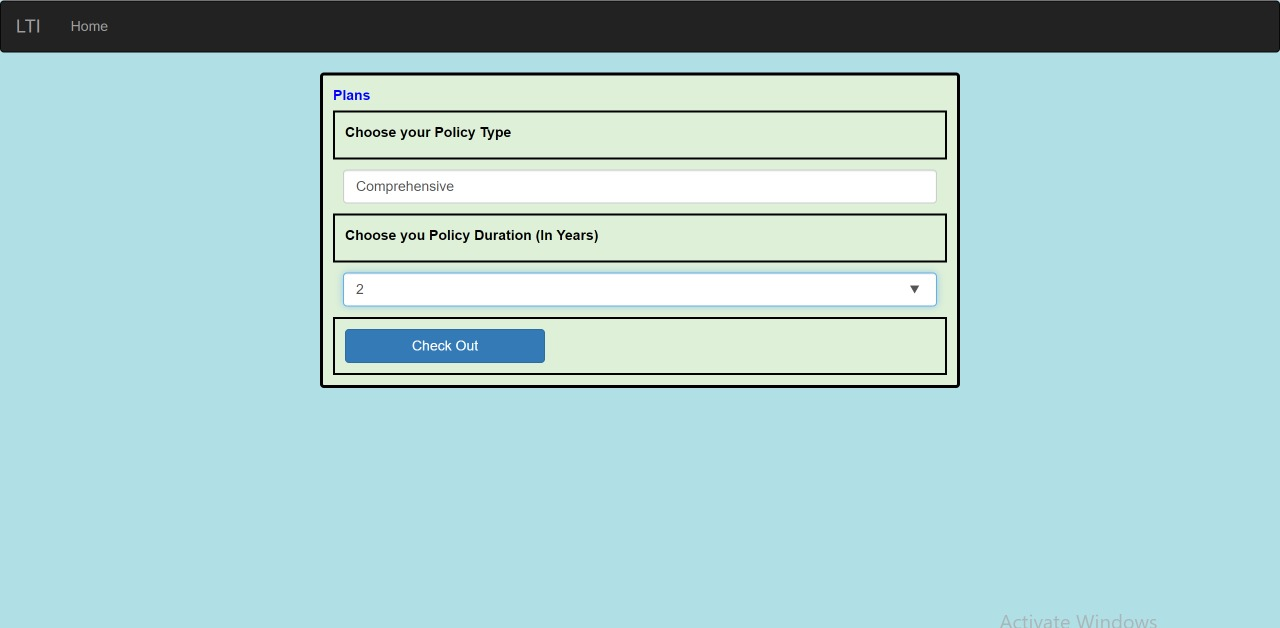 LTI Home
Plans
Choose your Policy Type
Comprehensive
Choose you Policy Duration (In Years)
2
Check Out
Activate Windows